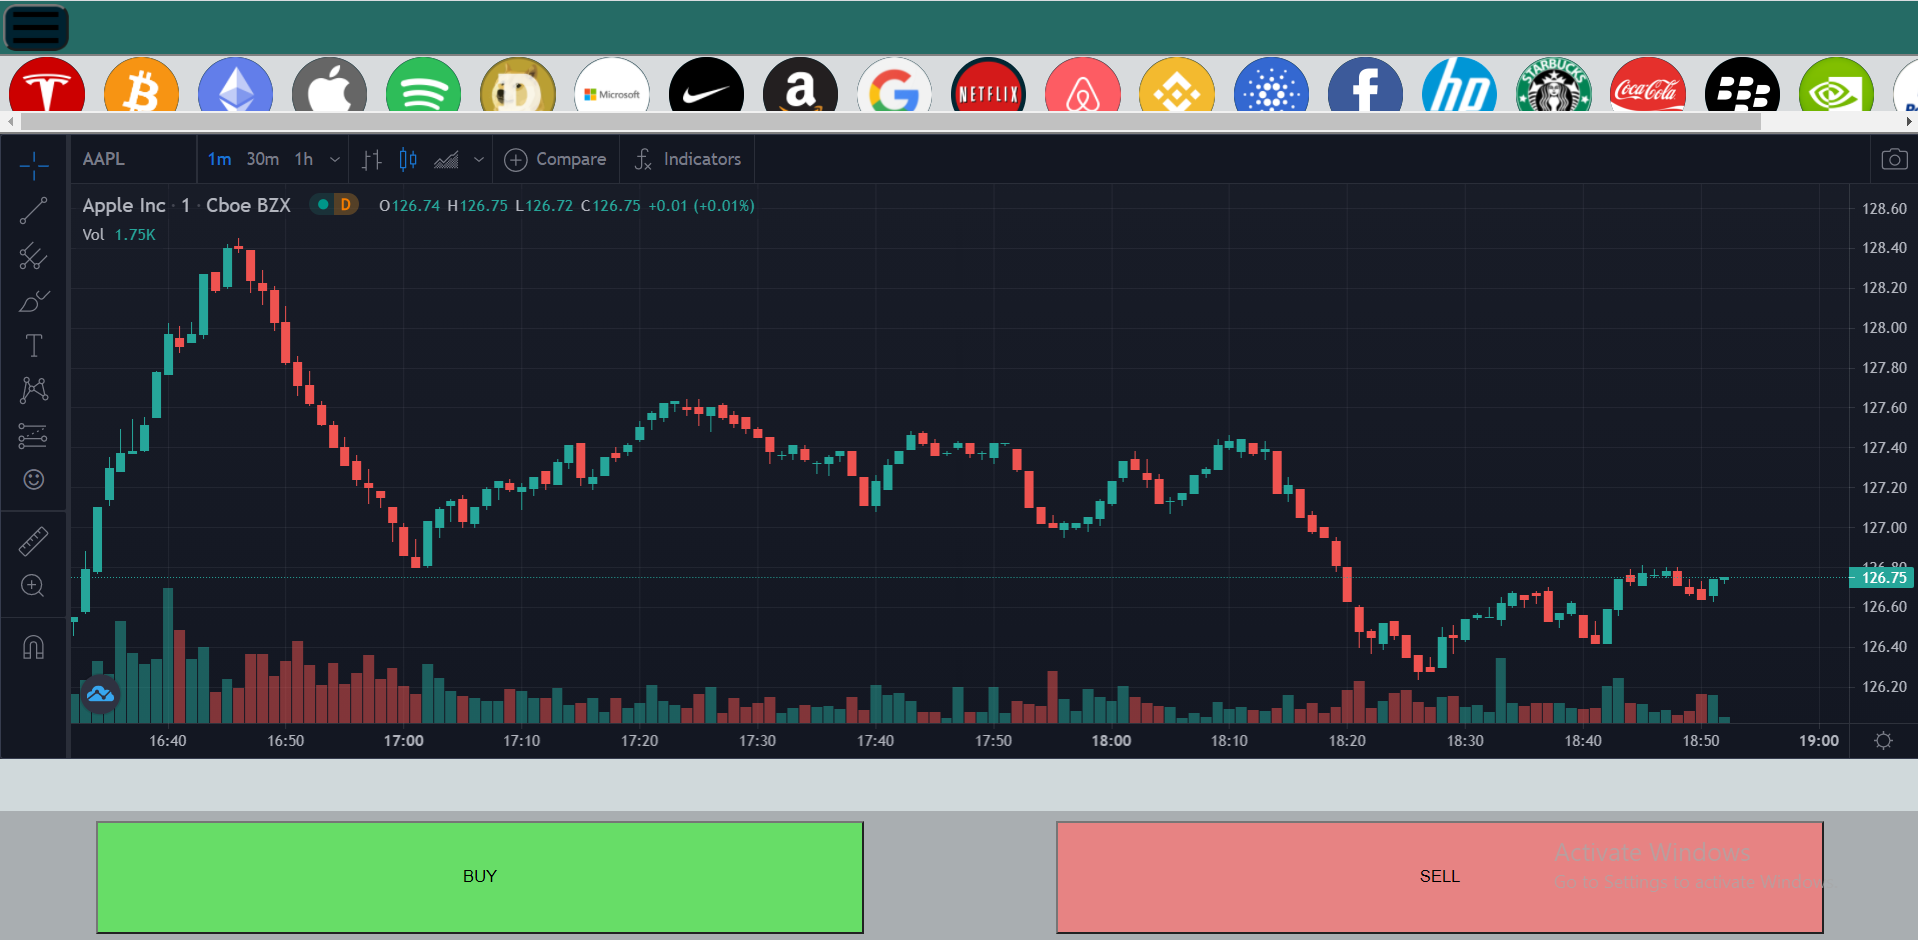 Microsoft
a
G
NETFLIX
f
hp
STARBUCKS
Coca-Cola
AAPL
1m 30m 1h
Compare
Indicators
Apple Inc · 1 · Cboe BZX
D
O126.74 H126.75 L126.72 C126.75 +0.01 (+0.01%)
Vol 1.75K
128.60
128.40
128.20
128.00
127.80
127.60
127.40
127.20
127.00
126.80
126.75
126.60
126.40
126.20
16:40 16:50 17:00 17:10 17:20 17:30 17:40 17:50 18:00 18:10 18:20 18:30 18:40 18:50 19:00
BUY
SELL
Activate Windows
Go to Settings to activate Windows.